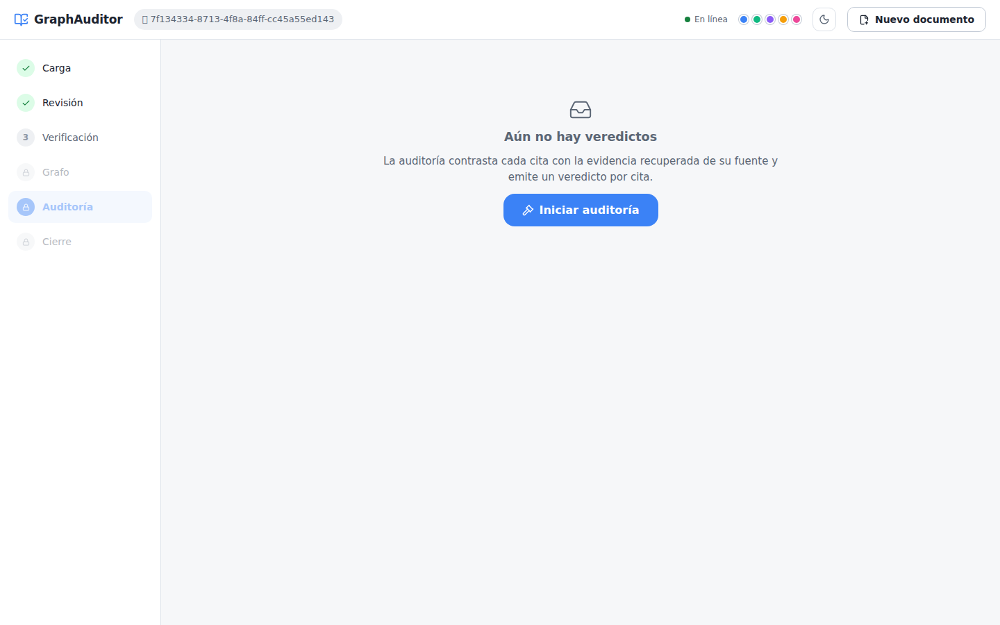 GraphAuditor
7f134334-8713-4f8a-84ff-cc45a55ed143
En línea
Nuevo documento
Carga
Revisión
3 Verificación
Grafo
Auditoría
Cierre
Aún no hay veredictos
La auditoría contrasta cada cita con la evidencia recuperada de su fuente y
emite un veredicto por cita.
Iniciar auditoría